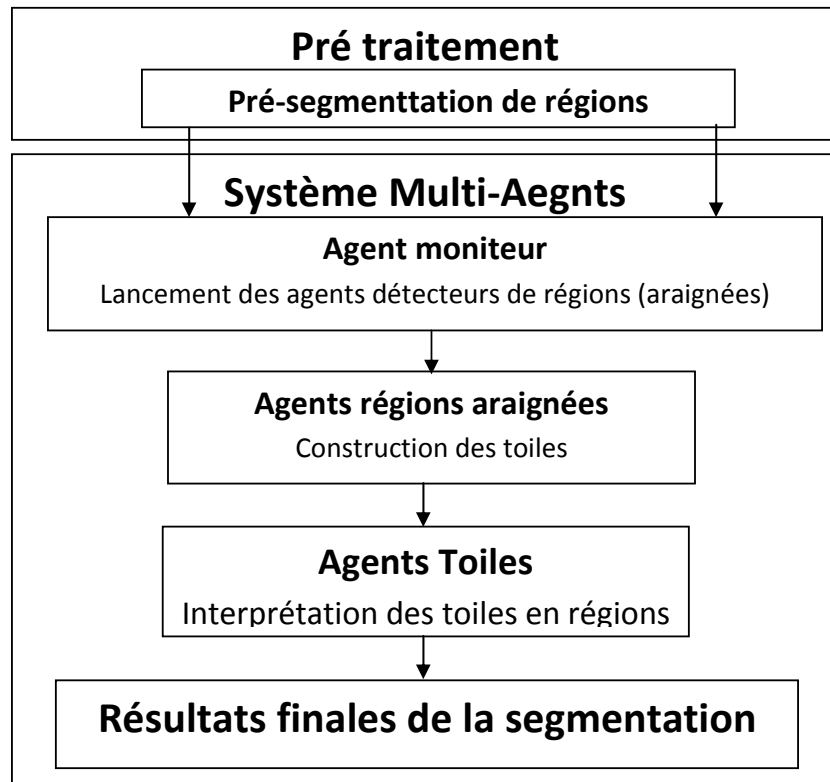 Pré traitement
Pré-segmenttation de régions
Système Multi-Aegnts
Agent moniteur
Lancement des agents détecteurs de régions (araignées)
Agents régions araignées
Construction des toiles
Agents Toiles
Interprétation des toiles en régions
Résultats finales de la segmentation